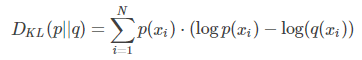 D_{KL}(p||q) = \sum_{i=1}^{N} p(x_i) \cdot (\log p(x_i) - \log(q(x_i))